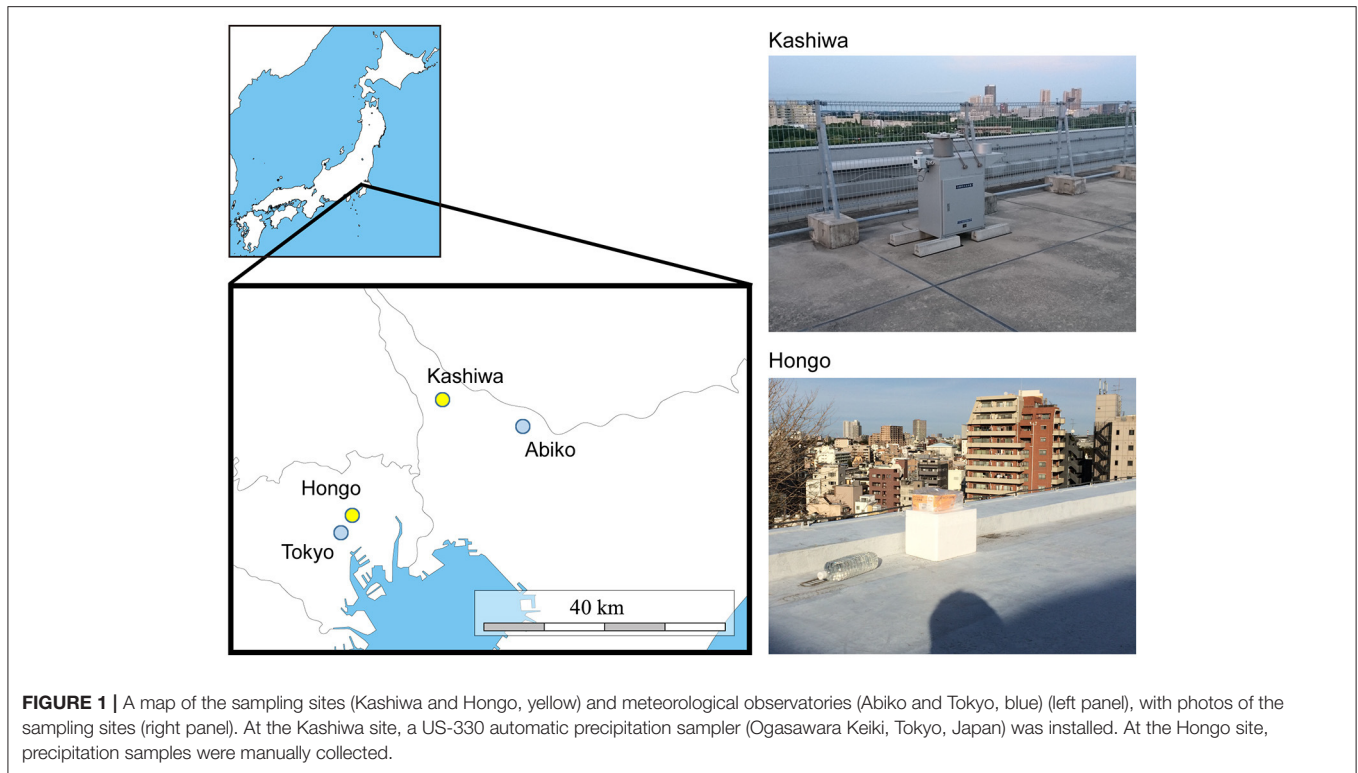 Kashiwa
Kashiwa
Abiko
Hongo
Tokyo
40 km
Hongo
FIGURE 1 | A map of the sampling sites (Kashiwa and Hongo, yellow) and meteorological observatories (Abiko and Tokyo, blue) (left panel), with photos of the
sampling sites (right panel). At the Kashiwa site, a US-330 automatic precipitation sampler (Ogasawara Keiki, Tokyo, Japan) was installed. At the Hongo site,
precipitation samples were manually collected.